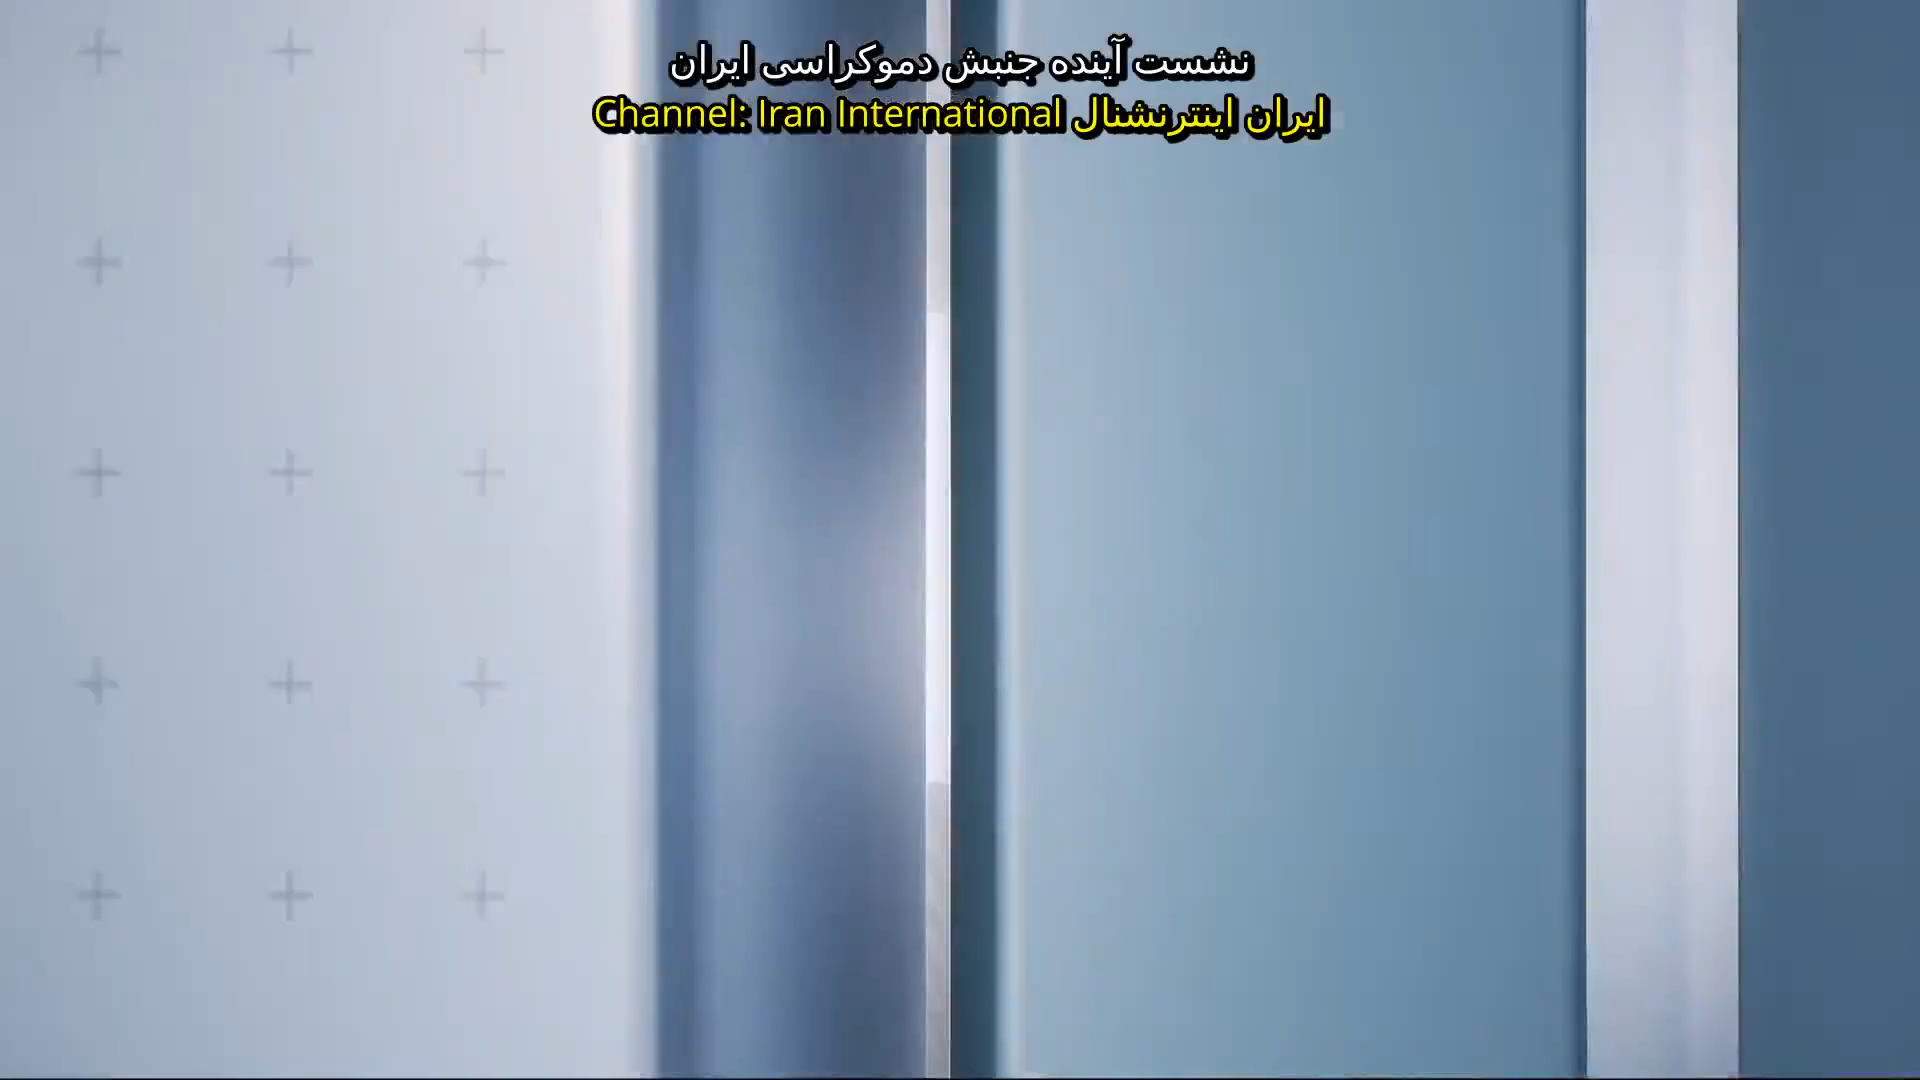 نشست آینده جنبش دموکراسی ایران
Channel: Iran International ایران اینترنشنال